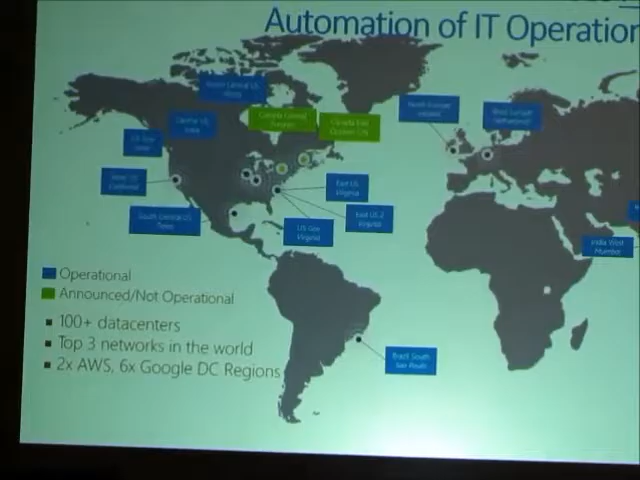 Automation of IT Operation
North Central US
Illinois
Central US
Iowa
Canada Central
Toronto
Canada East
Quebec City
North Europe
Ireland
West Europe
Netherlands
US Gov
Iowa
West US
California
East US
Virginia
South Central US
Texas
East US 2
Virginia
US Gov
Virginia
India West
Mumbai
Operational
Announced/Not Operational
▪ 100+ datacenters
▪ Top 3 networks in the world
▪ 2x AWS, 6x Google DC Regions
Brazil South
Sao Paulo